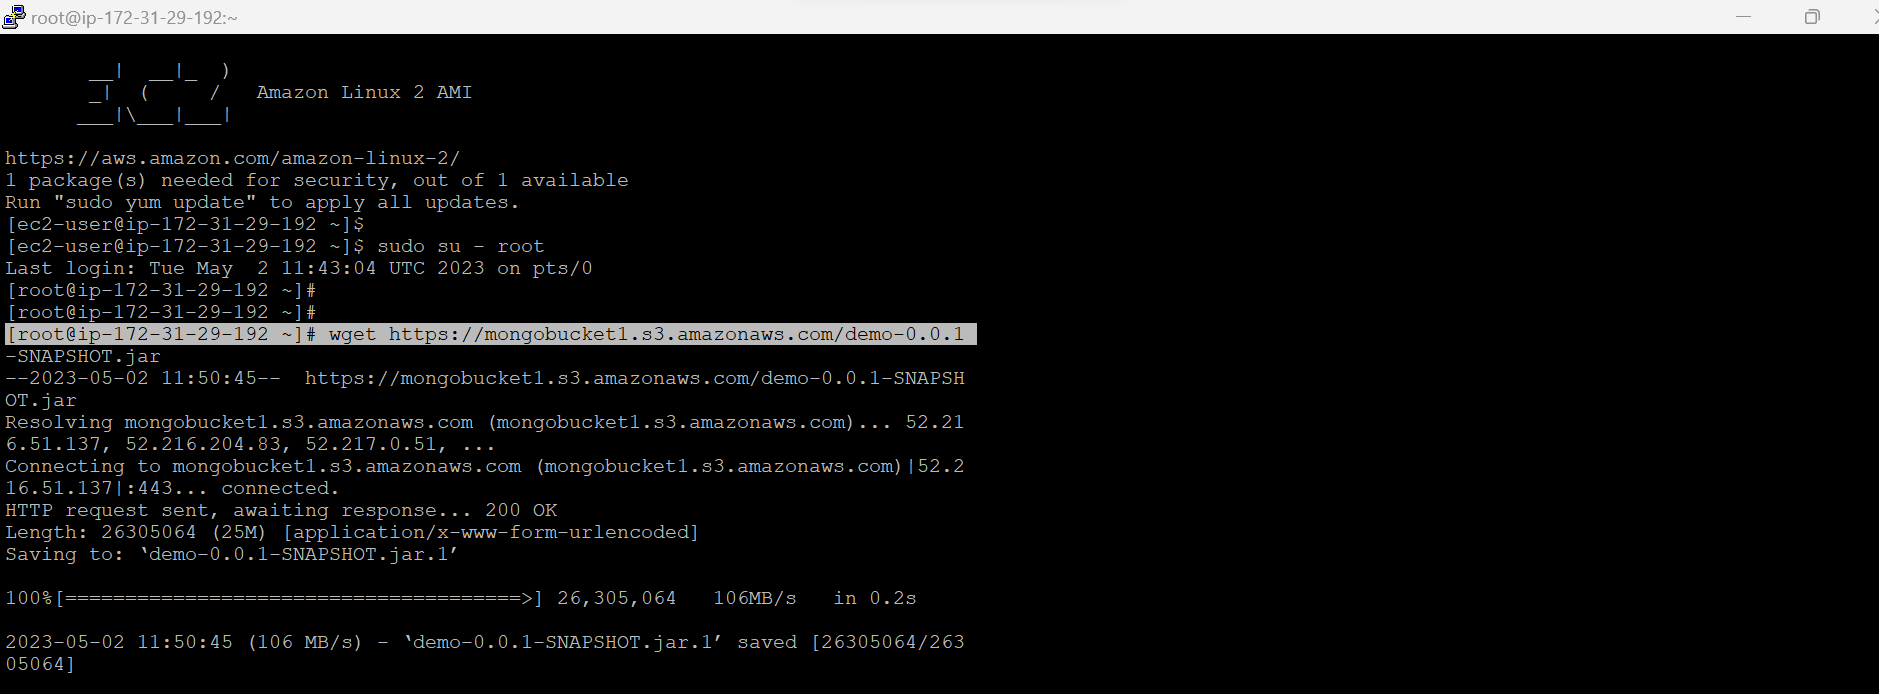 root@ip-172-31-29-192:~
       __|  __|_  )
       _|  (     /   Amazon Linux 2 AMI
      ___|\___|___|
https://aws.amazon.com/amazon-linux-2/
1 package(s) needed for security, out of 1 available
Run "sudo yum update" to apply all updates.
[ec2-user@ip-172-31-29-192 ~]$
[ec2-user@ip-172-31-29-192 ~]$ sudo su - root
Last login: Tue May  2 11:43:04 UTC 2023 on pts/0
[root@ip-172-31-29-192 ~]#
[root@ip-172-31-29-192 ~]#
[root@ip-172-31-29-192 ~]# wget https://mongobucket1.s3.amazonaws.com/demo-0.0.1
-SNAPSHOT.jar
--2023-05-02 11:50:45--  https://mongobucket1.s3.amazonaws.com/demo-0.0.1-SNAPSH
OT.jar
Resolving mongobucket1.s3.amazonaws.com (mongobucket1.s3.amazonaws.com)... 52.21
6.51.137, 52.216.204.83, 52.217.0.51, ...
Connecting to mongobucket1.s3.amazonaws.com (mongobucket1.s3.amazonaws.com)|52.2
16.51.137|:443... connected.
HTTP request sent, awaiting response... 200 OK
Length: 26305064 (25M) [application/x-www-form-urlencoded]
Saving to: ‘demo-0.0.1-SNAPSHOT.jar.1’
100%[======================================>] 26,305,064   106MB/s   in 0.2s
2023-05-02 11:50:45 (106 MB/s) - ‘demo-0.0.1-SNAPSHOT.jar.1’ saved [26305064/263
05064]